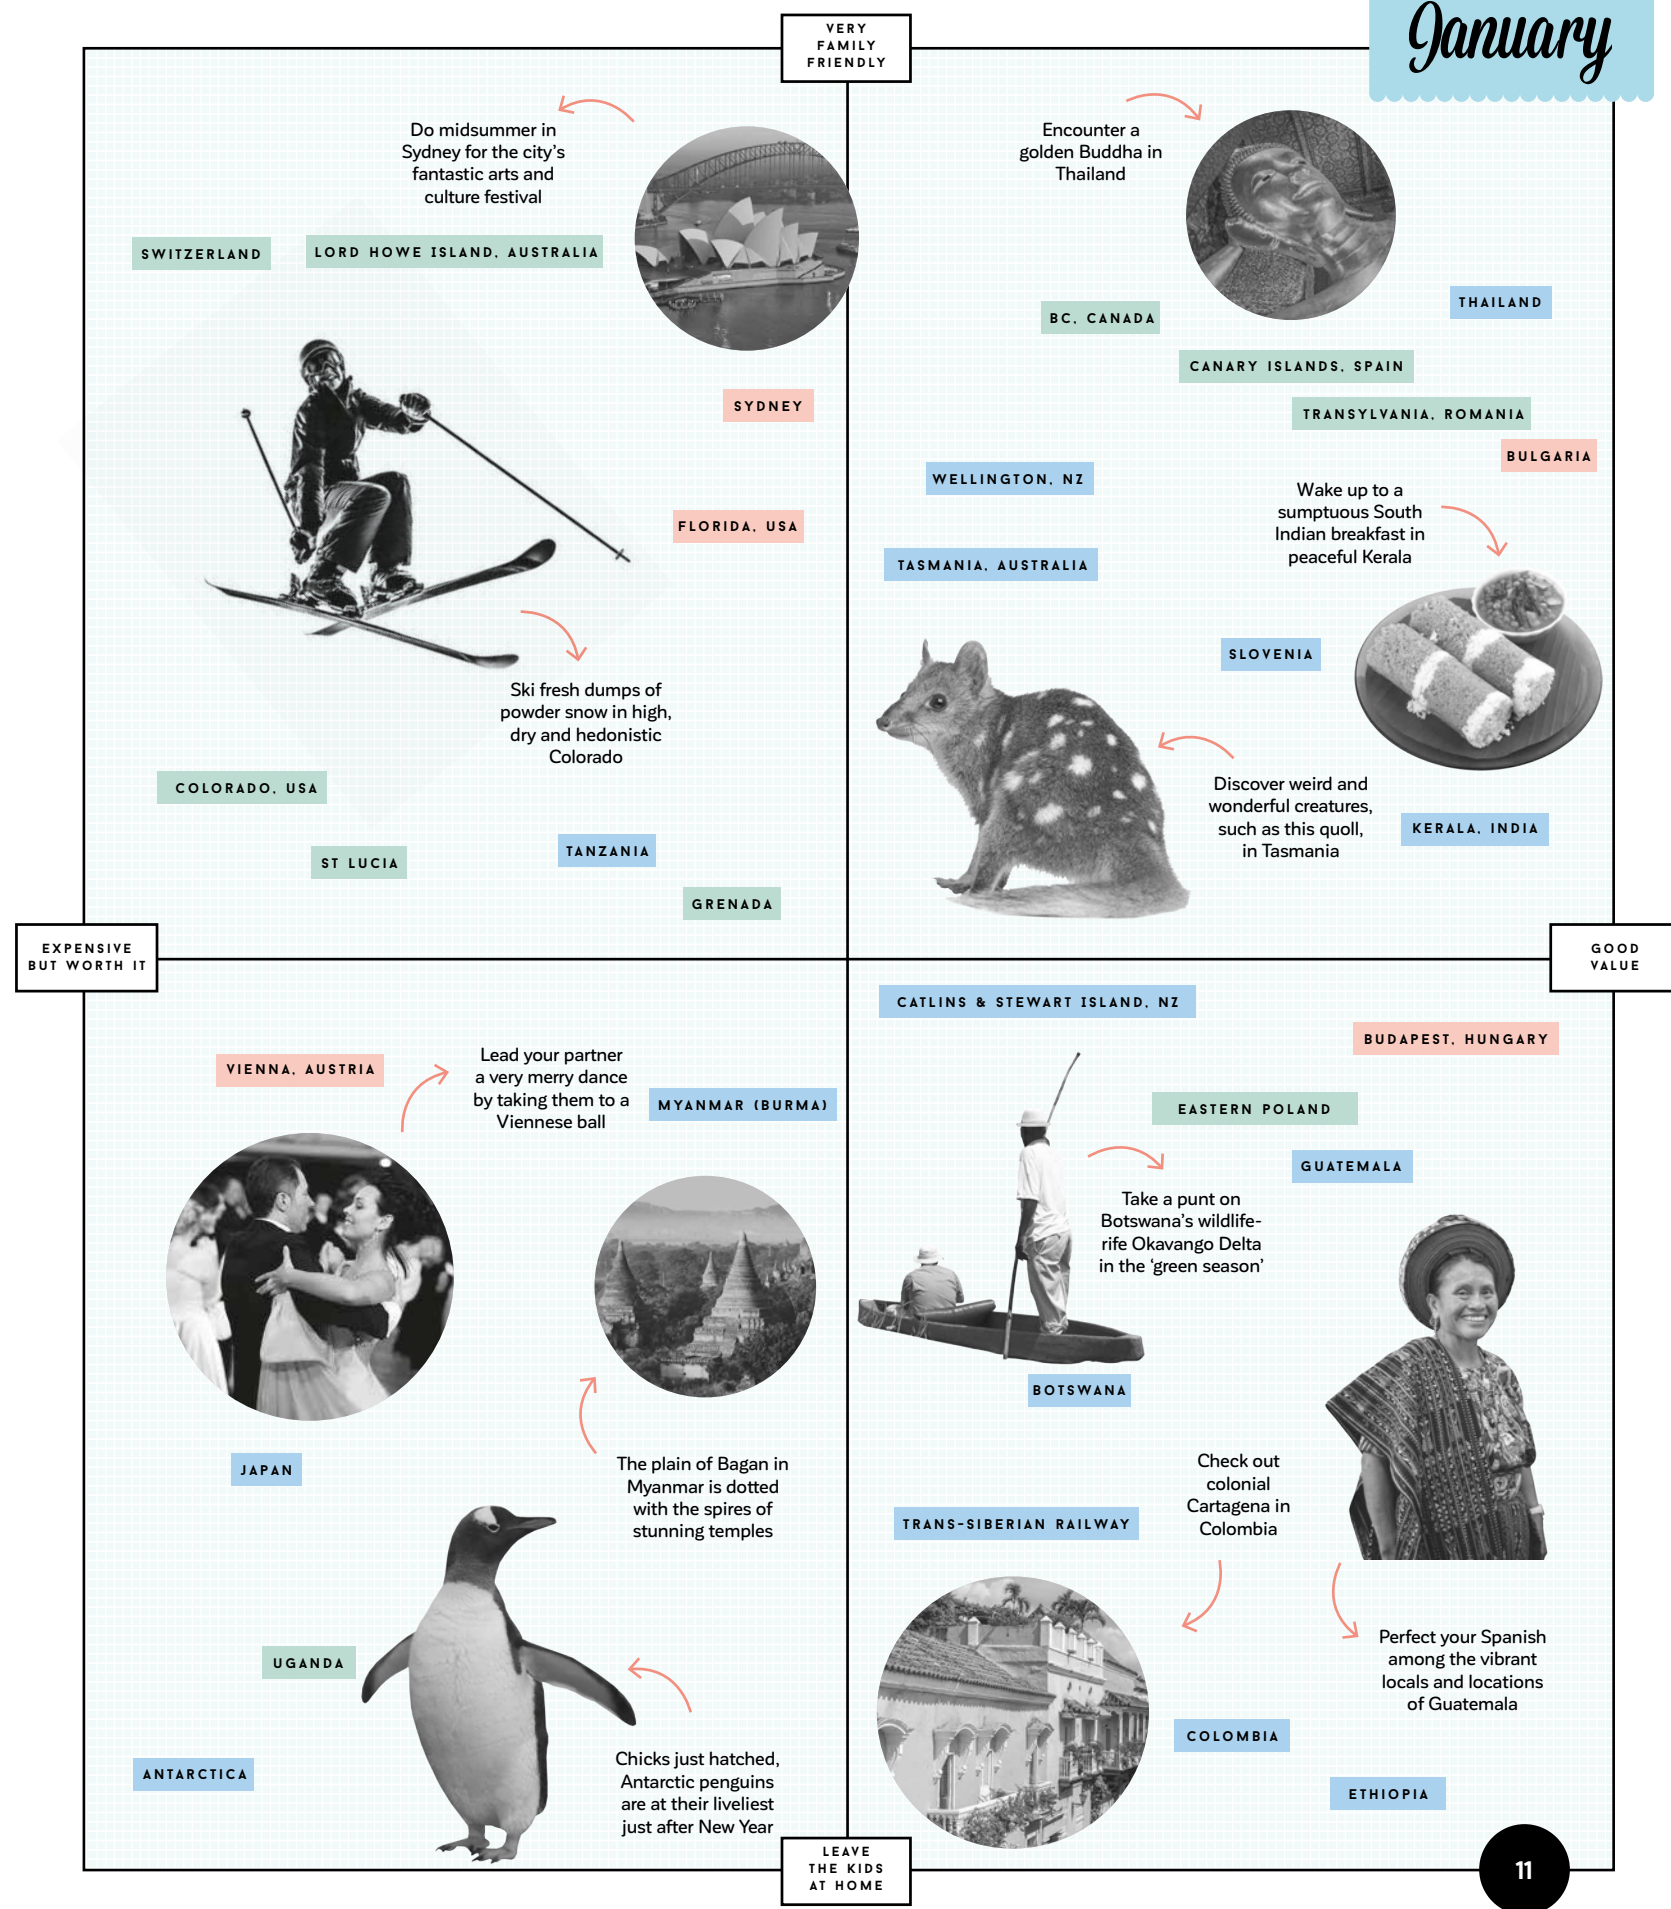 January
VERY
FAMILY
FRIENDLY
Do midsummer in
Sydney for the city’s
fantastic arts and
culture festival
SWITZERLAND
LORD HOWE ISLAND, AUSTRALIA
SYDNEY
FLORIDA, USA
Ski fresh dumps of
powder snow in high,
dry and hedonistic
Colorado
COLORADO, USA
ST LUCIA
TANZANIA
GRENADA
Encounter a
golden Buddha in
Thailand
THAILAND
BC, CANADA
CANARY ISLANDS, SPAIN
TRANSYLVANIA, ROMANIA
BULGARIA
WELLINGTON, NZ
Wake up to a
sumptuous South
Indian breakfast in
peaceful Kerala
TASMANIA, AUSTRALIA
SLOVENIA
Discover weird and
wonderful creatures,
such as this quoll,
in Tasmania
KERALA, INDIA
EXPENSIVE
BUT WORTH IT
GOOD
VALUE
VIENNA, AUSTRIA
Lead your partner
a very merry dance
by taking them to a
Viennese ball
MYANMAR (BURMA)
JAPAN
The plain of Bagan in
Myanmar is dotted
with the spires of
stunning temples
UGANDA
ANTARCTICA
Chicks just hatched,
Antarctic penguins
are at their liveliest
just after New Year
CATLINS & STEWART ISLAND, NZ
BUDAPEST, HUNGARY
EASTERN POLAND
GUATEMALA
Take a punt on
Botswana’s wildlife-
rife Okavango Delta
in the ‘green season’
BOTSWANA
Check out
colonial
Cartagena in
Colombia
TRANS-SIBERIAN RAILWAY
Perfect your Spanish
among the vibrant
locals and locations
of Guatemala
COLOMBIA
ETHIOPIA
LEAVE
THE KIDS
AT HOME
11